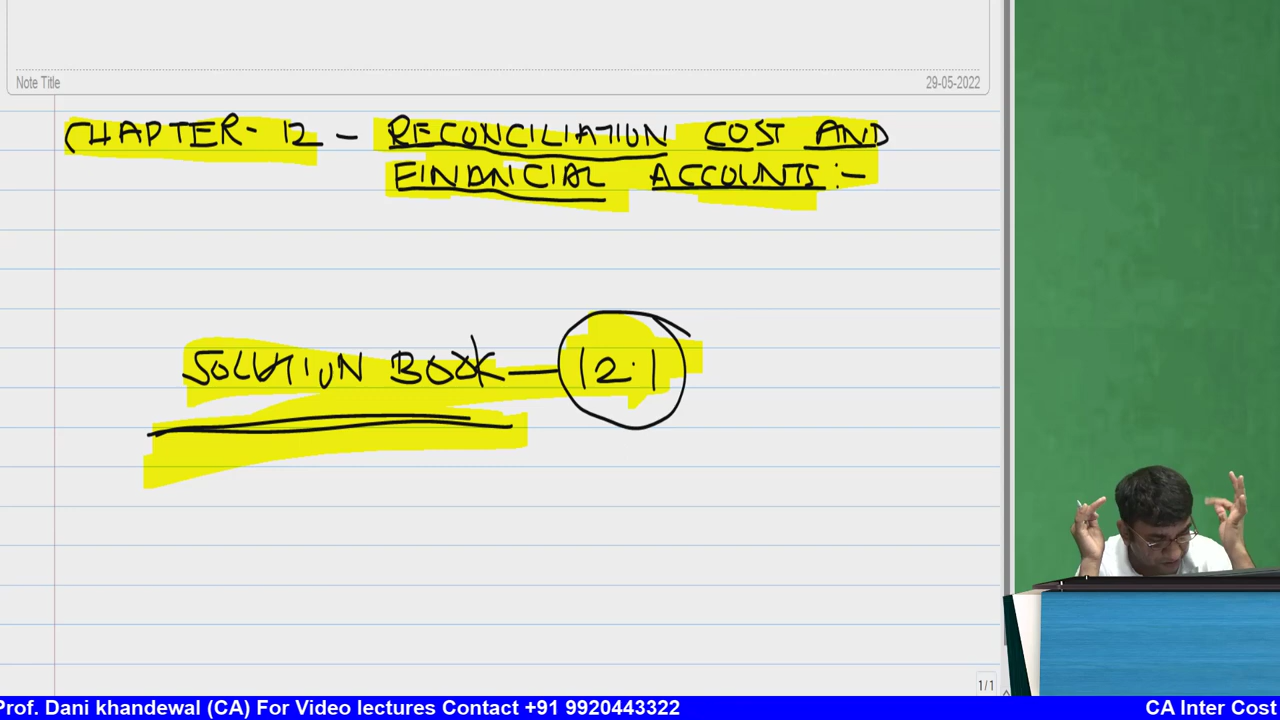 Note Title
29-05-2022
CHAPTER- 12 - RECONCILIATION COST AND
FINANCIAL ACCOUNTS :-
SOLUTION BOOK — 12.1
1/1
Prof. Dani khandewal (CA) For Video lectures Contact +91 9920443322
CA Inter Cost